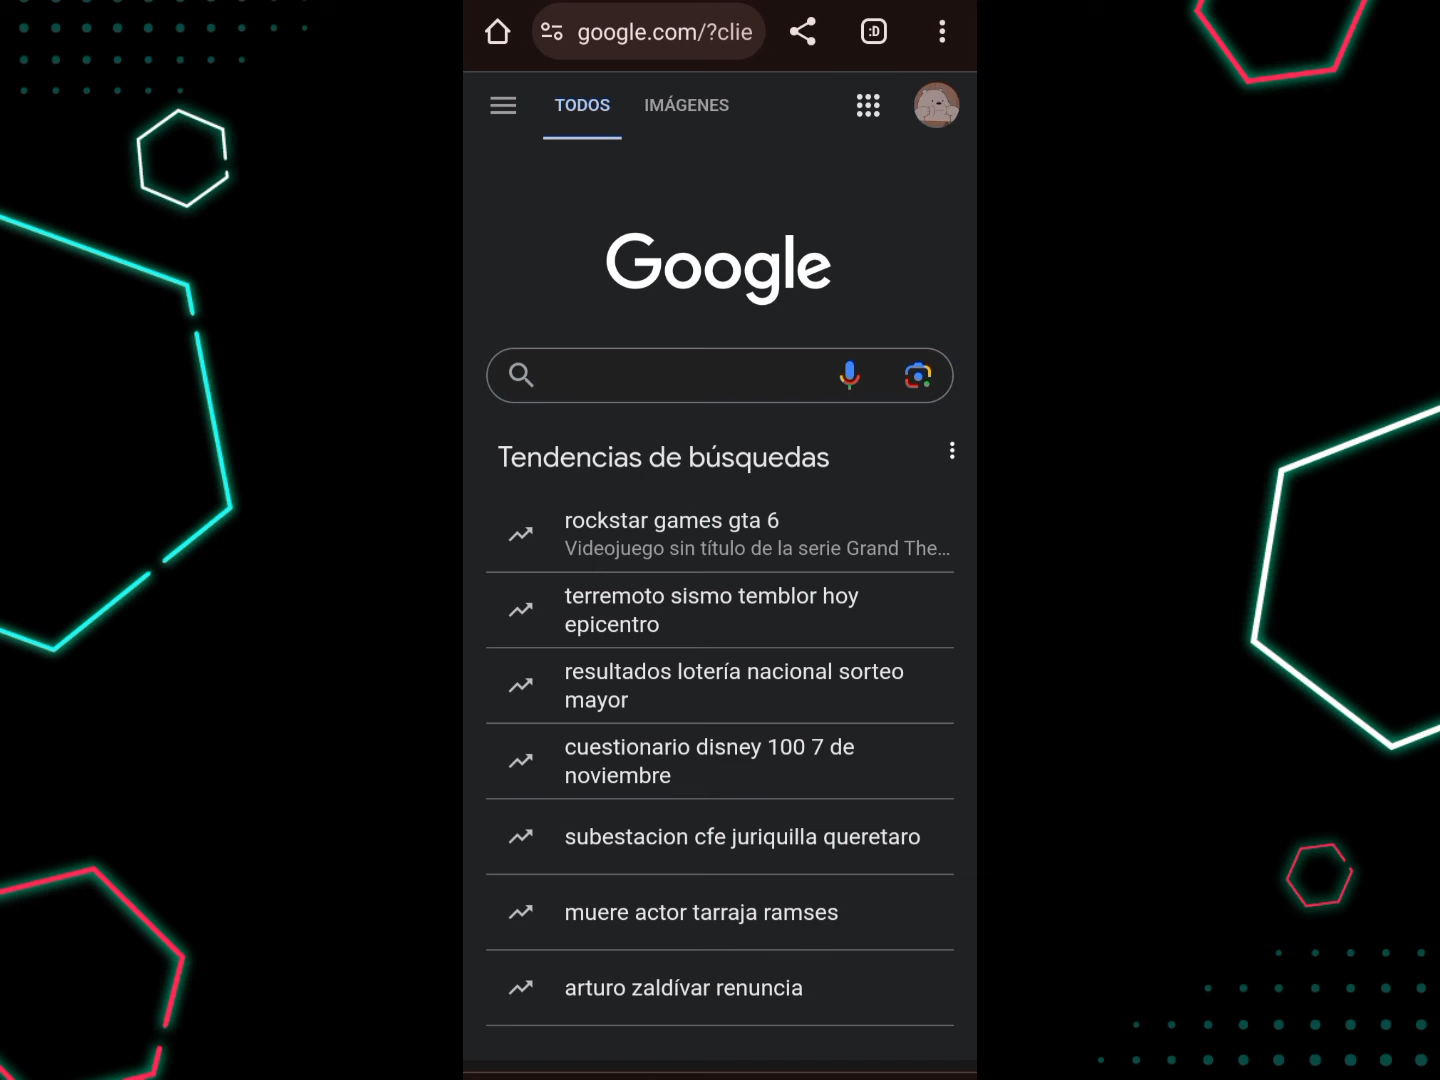 google.com/?clie
:D
TODOS IMÁGENES
Google
Tendencias de búsquedas
rockstar games gta 6
Videojuego sin título de la serie Grand The...
terremoto sismo temblor hoy
epicentro
resultados lotería nacional sorteo
mayor
cuestionario disney 100 7 de
noviembre
subestacion cfe juriquilla queretaro
muere actor tarraja ramses
arturo zaldívar renuncia